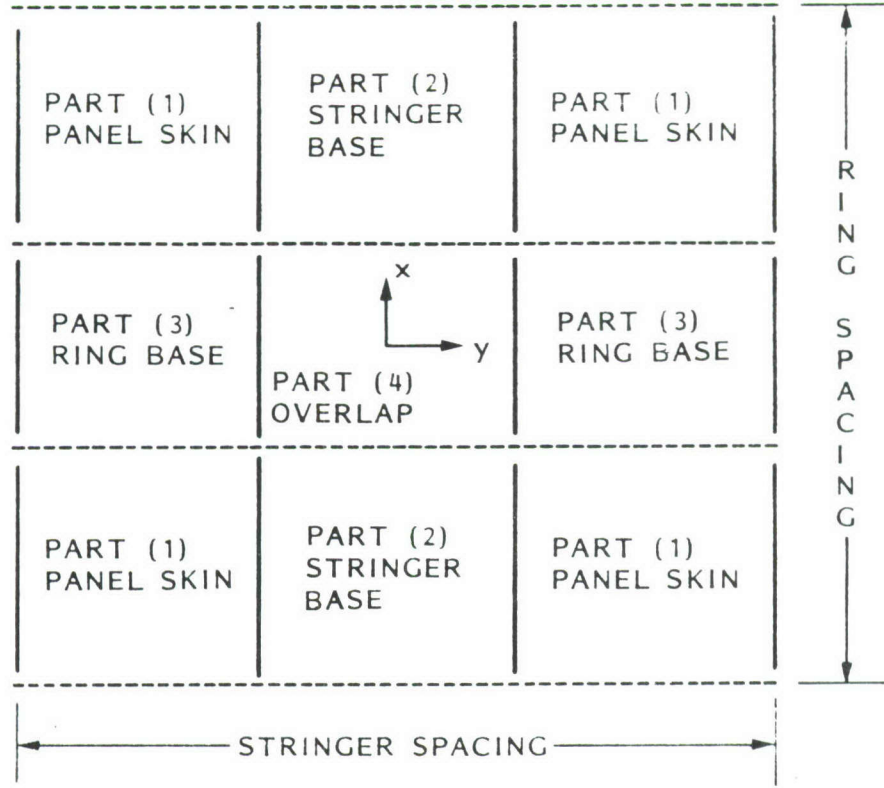 PART (1)
PANEL SKIN
PART (2)
STRINGER
BASE
PART (1)
PANEL SKIN
PART (3)
RING BASE
x
y
PART (4)
OVERLAP
PART (3)
RING BASE
PART (1)
PANEL SKIN
PART (2)
STRINGER
BASE
PART (1)
PANEL SKIN
RING SPACING
STRINGER SPACING